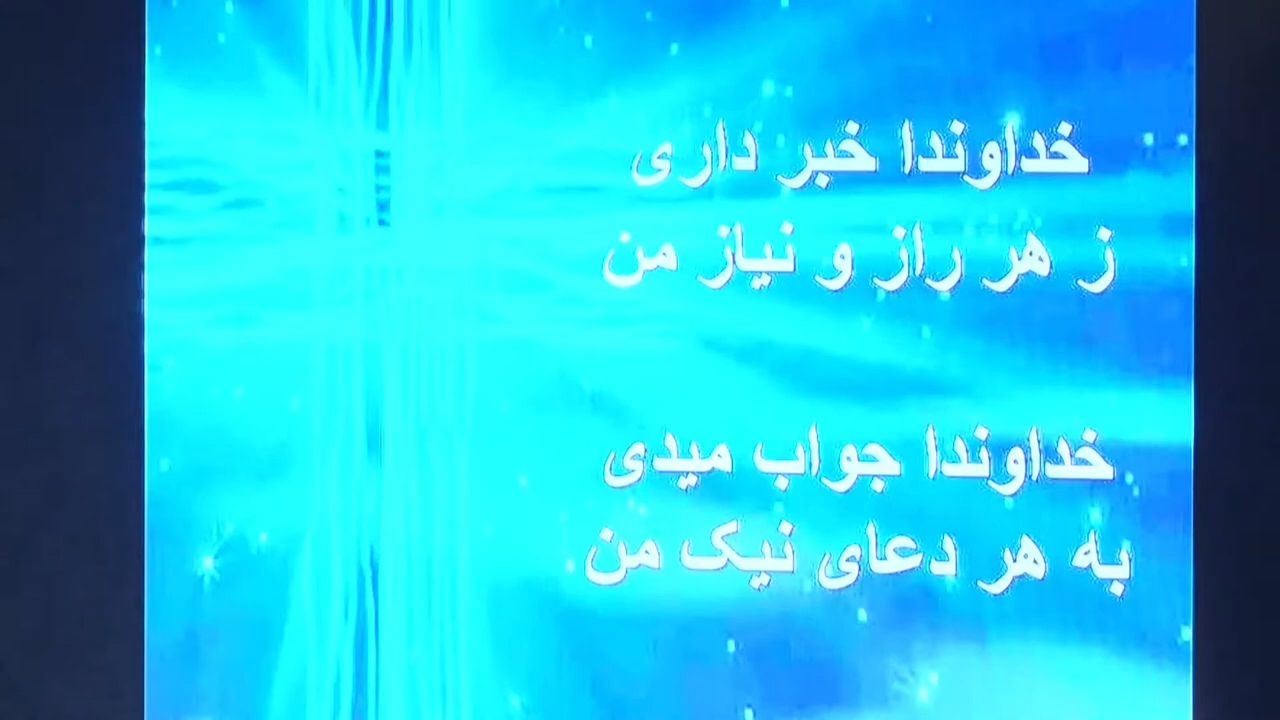 خداوندا خبر داری
ز هر راز و نیاز من
خداوندا جواب میدی
به هر دعای نیک من